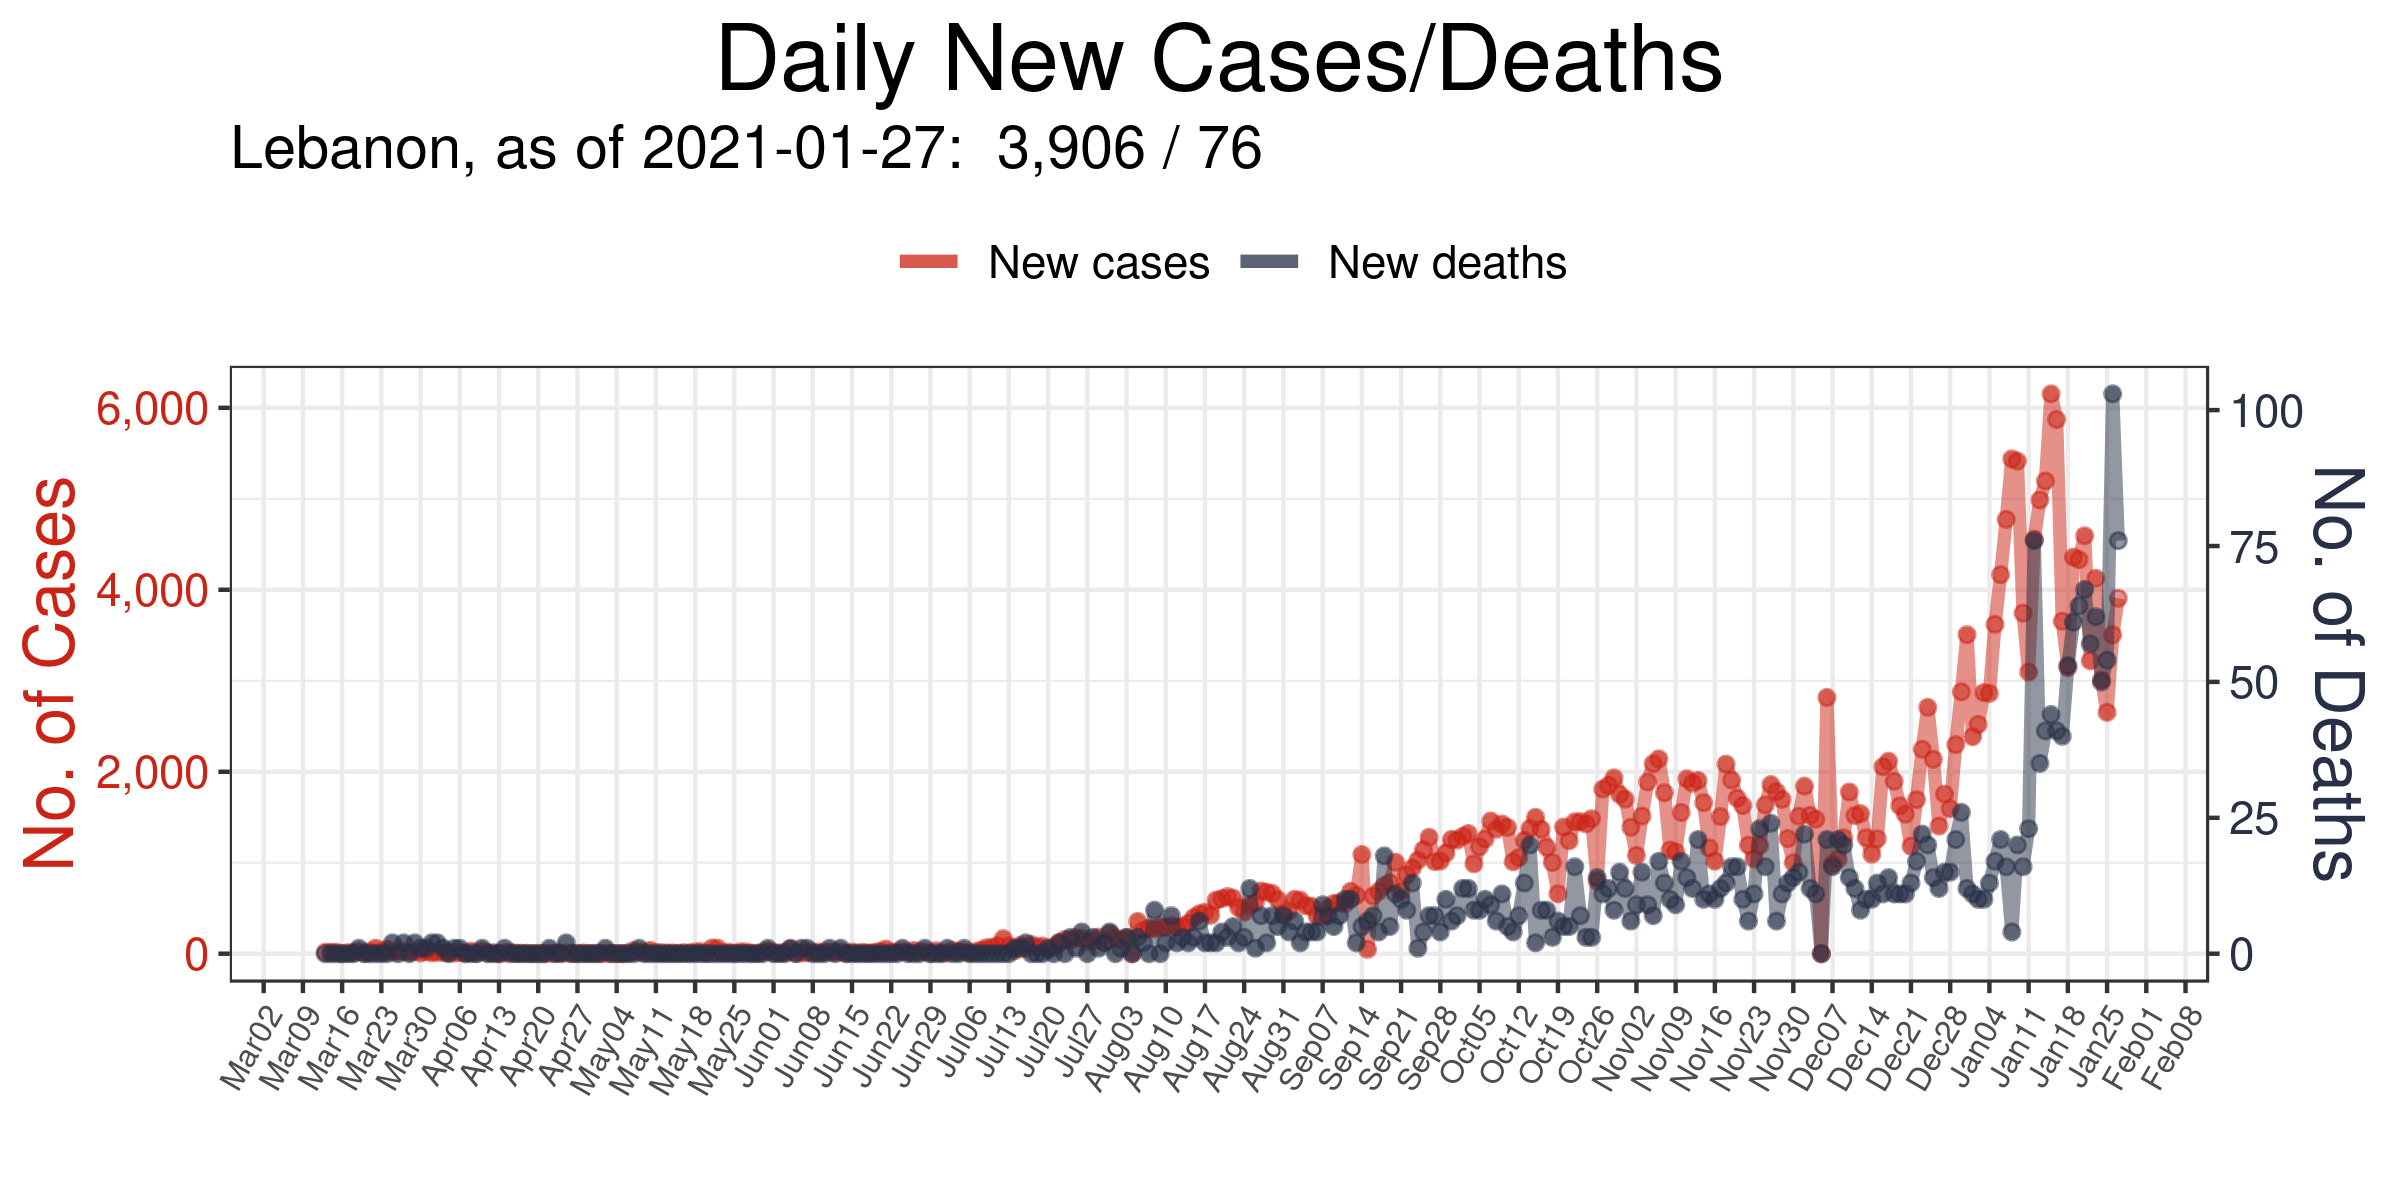 Daily New Cases/Deaths
Lebanon, as of 2021-01-27:  3,906 / 76
New cases
New deaths
No. of Cases
6,000
4,000
2,000
0
100
75
50
25
0
No. of Deaths
Mar02
Mar09
Mar16
Mar23
Mar30
Apr06
Apr13
Apr20
Apr27
May04
May11
May18
May25
Jun01
Jun08
Jun15
Jun22
Jun29
Jul06
Jul13
Jul20
Jul27
Aug03
Aug10
Aug17
Aug24
Aug31
Sep07
Sep14
Sep21
Sep28
Oct05
Oct12
Oct19
Oct26
Nov02
Nov09
Nov16
Nov23
Nov30
Dec07
Dec14
Dec21
Dec28
Jan04
Jan11
Jan18
Jan25
Feb01
Feb08